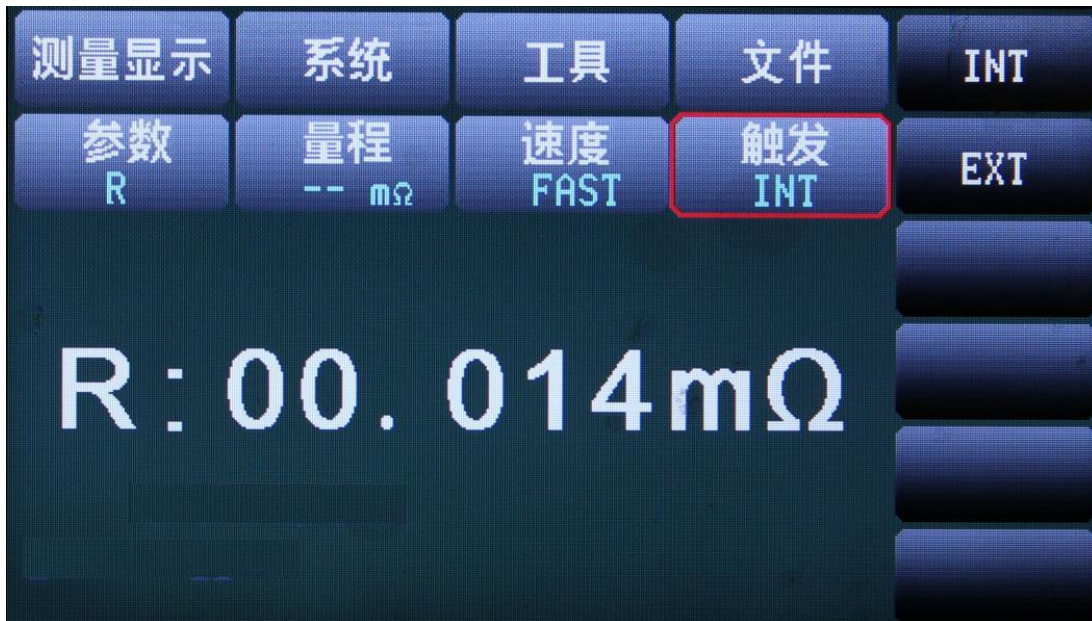 测量显示 系统 工具 文件 INT
参数 量程 速度 触发 EXT
R -- mΩ FAST INT
R:00.014mΩ